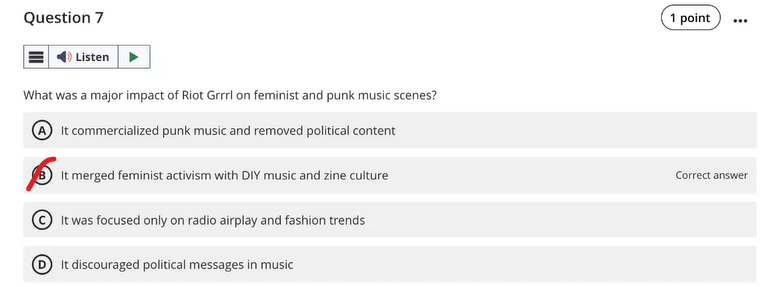 Question 7
1 point
Listen
What was a major impact of Riot Grrrl on feminist and punk music scenes?
A It commercialized punk music and removed political content
B It merged feminist activism with DIY music and zine culture Correct answer
C It was focused only on radio airplay and fashion trends
D It discouraged political messages in music